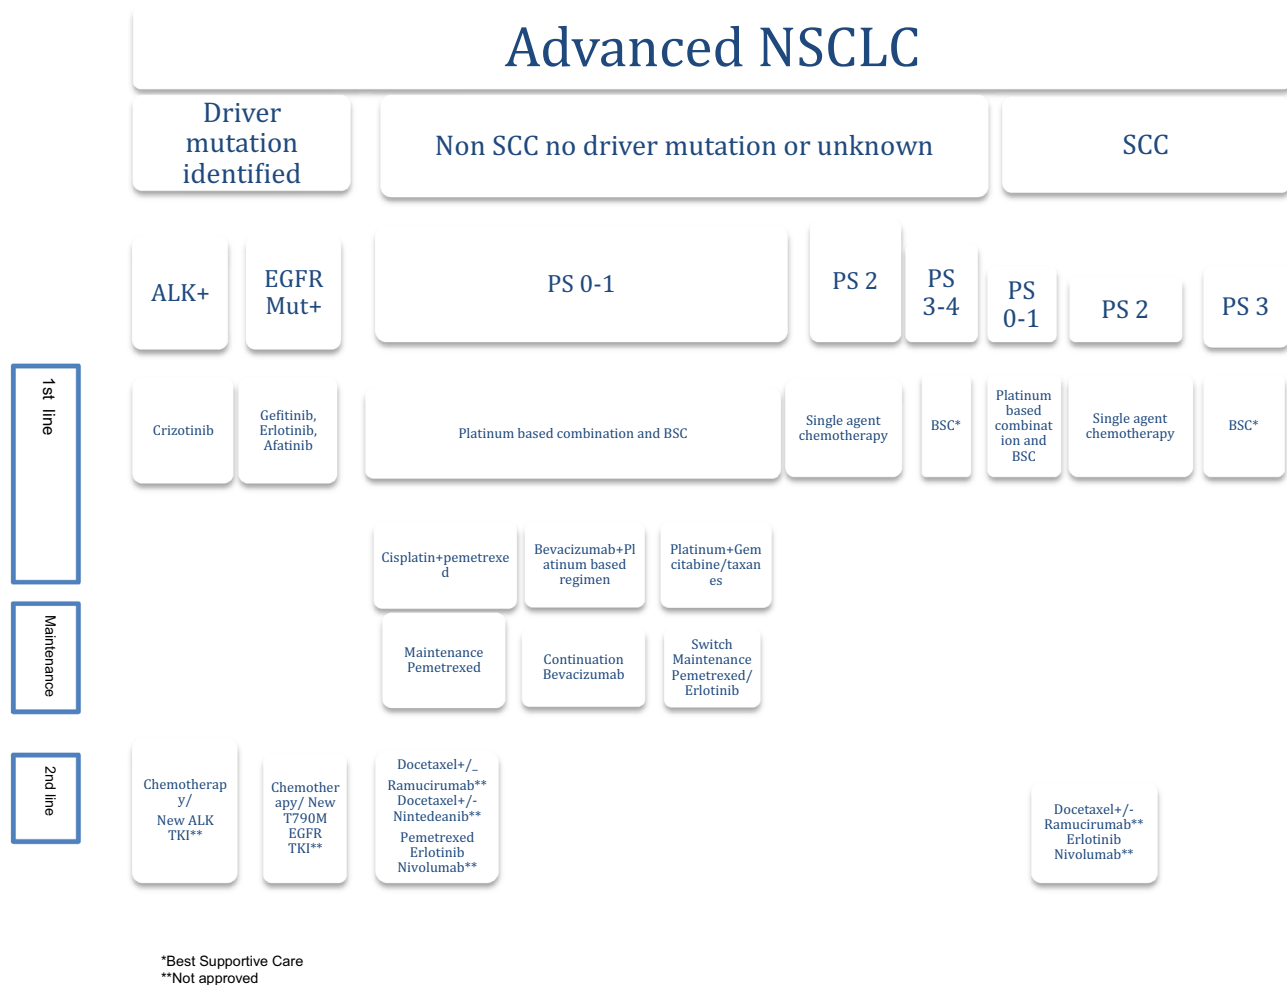 Advanced NSCLC
Driver
mutation
identified
Non SCC no driver mutation or unknown
SCC
ALK+
EGFR
Mut+
PS 0-1
PS 2
PS
3-4
PS
0-1
PS 2
PS 3
1st line
Crizotinib
Gefitinib,
Erlotinib,
Afatinib
Platinum based combination and BSC
Single agent
chemotherapy
BSC*
Platinum
based
combinat
ion and
BSC
Single agent
chemotherapy
BSC*
Cisplatin+pemetrexe
d
Bevacizumab+Pl
atinum based
regimen
Platinum+Gem
citabine/taxan
es
Maintenance
Maintenance
Pemetrexed
Continuation
Bevacizumab
Switch
Maintenance
Pemetrexed/
Erlotinib
2nd line
Chemotherap
y/
New ALK
TKI**
Chemother
apy/ New
T790M
EGFR
TKI**
Docetaxel+/_
Ramucirumab**
Docetaxel+/-
Nintedeanib**
Pemetrexed
Erlotinib
Nivolumab**
Docetaxel+/-
Ramucirumab**
Erlotinib
Nivolumab**
*Best Supportive Care
**Not approved